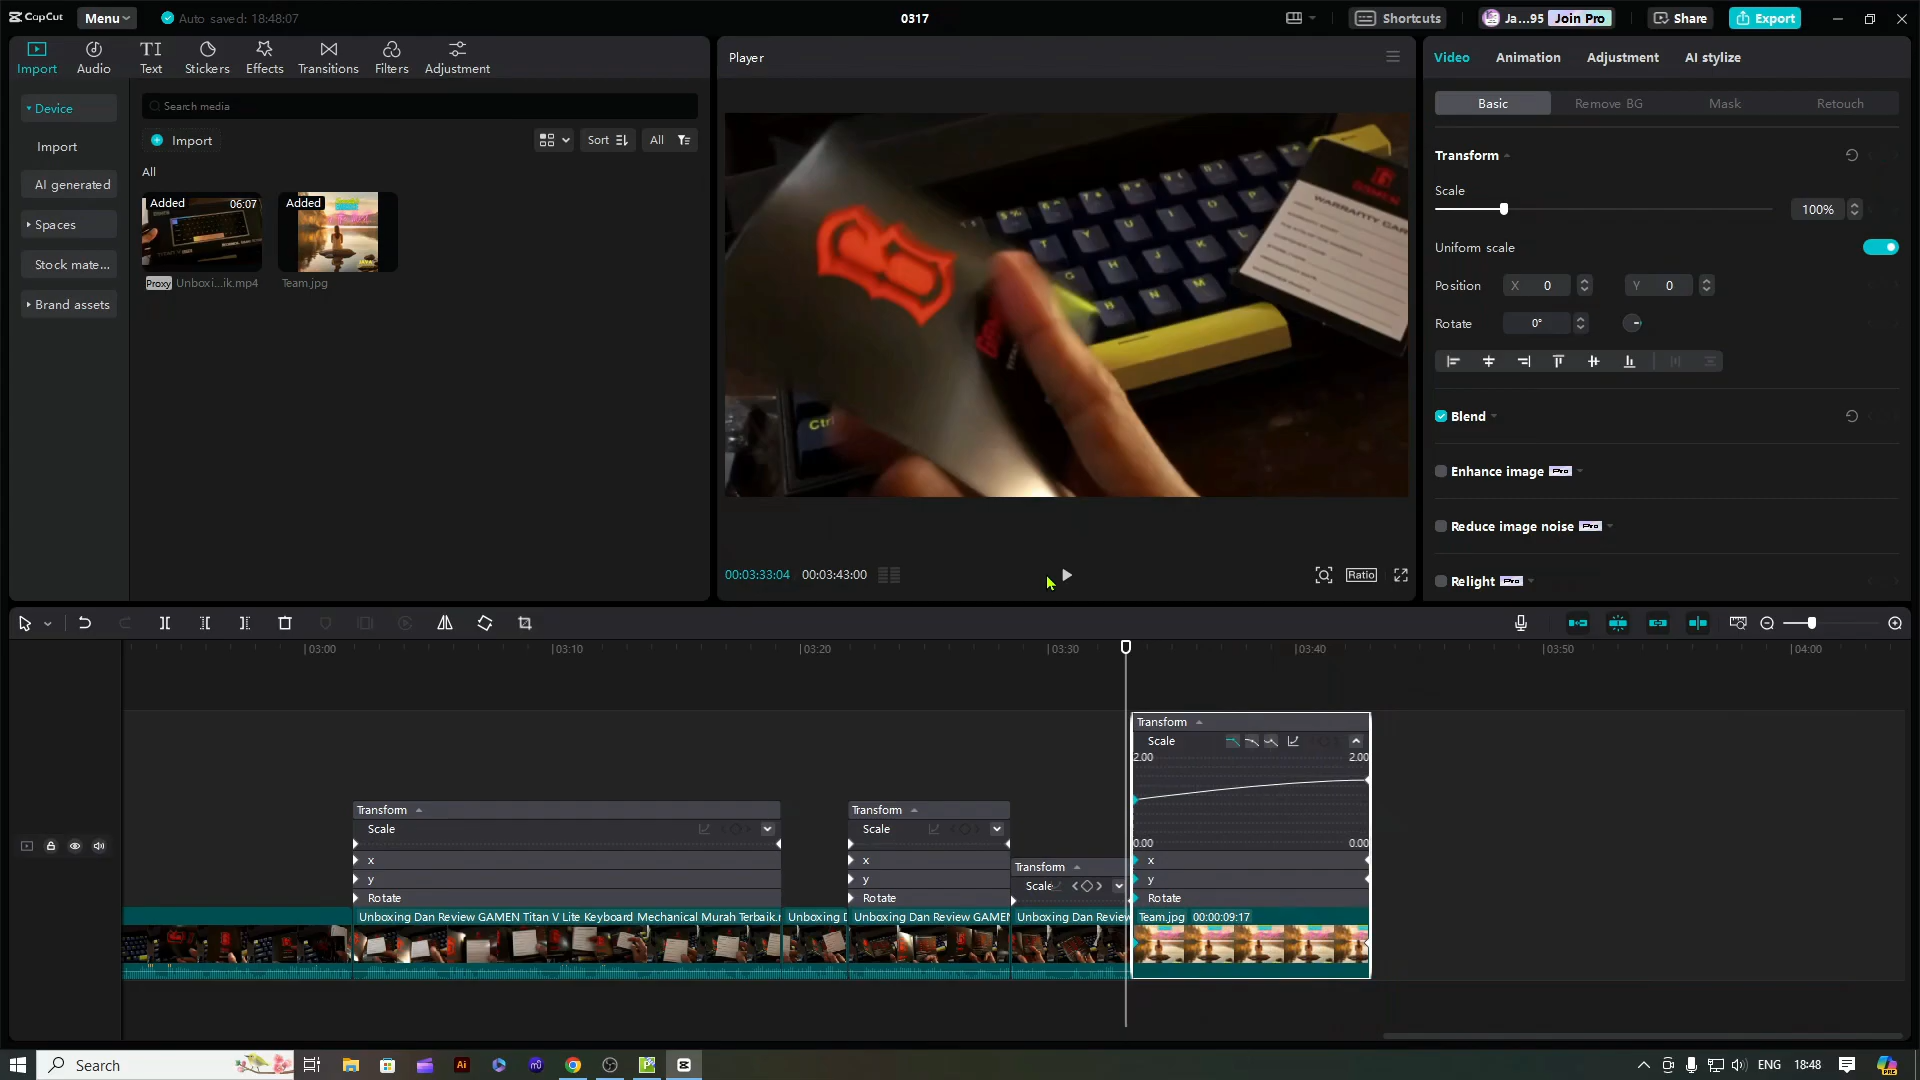 CapCut
Menu
Auto saved: 18:48:07
0317
Shortcuts
Ja...95
Join Pro
Share
Export
Import
Audio
TI
Text
Stickers
Effects
Transitions
Filters
Adjustment
Player
Video
Animation
Adjustment
AI stylize
Device
Import
AI generated
Spaces
Stock mate...
Brand assets
Search media
Import
Sort
All
All
Added
06:07
Added
Proxy
Unboxi...ik.mp4
Team.jpg
WARRANTY CAR
Ctrl
Basic
Remove BG
Mask
Retouch
Transform
Scale
100%
Uniform scale
Position
X 0
Y 0
Rotate
0°
Blend
Enhance image
Pro
Reduce image noise
Pro
Relight
Pro
00:03:33:04
00:03:43:00
Ratio
03:00
03:10
03:20
03:30
03:40
03:50
04:00
Transform
Scale
2.00
2.00
0.00
0.00
x
y
Rotate
Team.jpg 00:00:09:17
Transform
Scale
x
y
Rotate
Unboxing Dan Review GAMEN Titan V Lite Keyboard Mechanical Murah Terbaik.r
Unboxing D
Transform
Scale
x
y
Rotate
Unboxing Dan Review GAMEN
Transform
Scale
Unboxing Dan Review
Search
Ai
ENG
18:48